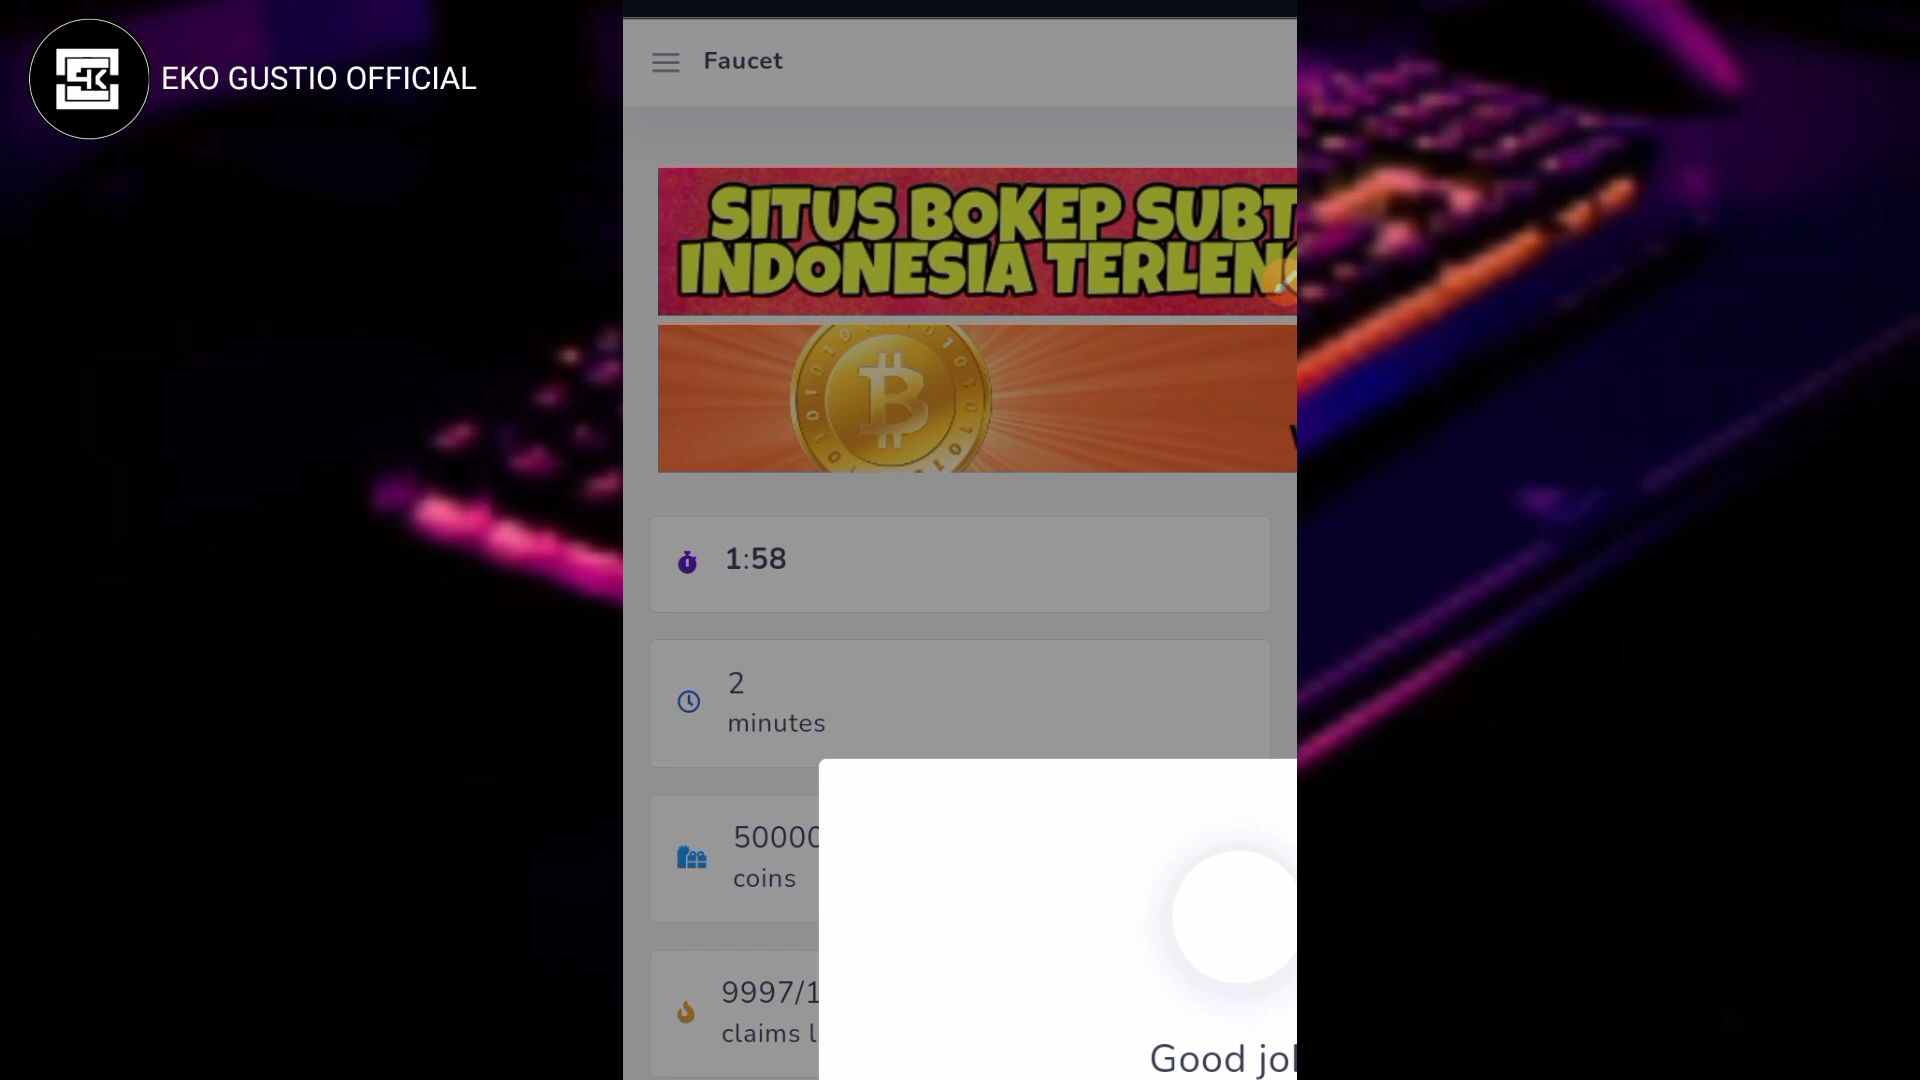 EKO GUSTIO OFFICIAL
Faucet
SITUS BOKEP SUBT
INDONESIA TERLEN
1:58
2
minutes
50000
coins
9997/1
claims l
Good jo